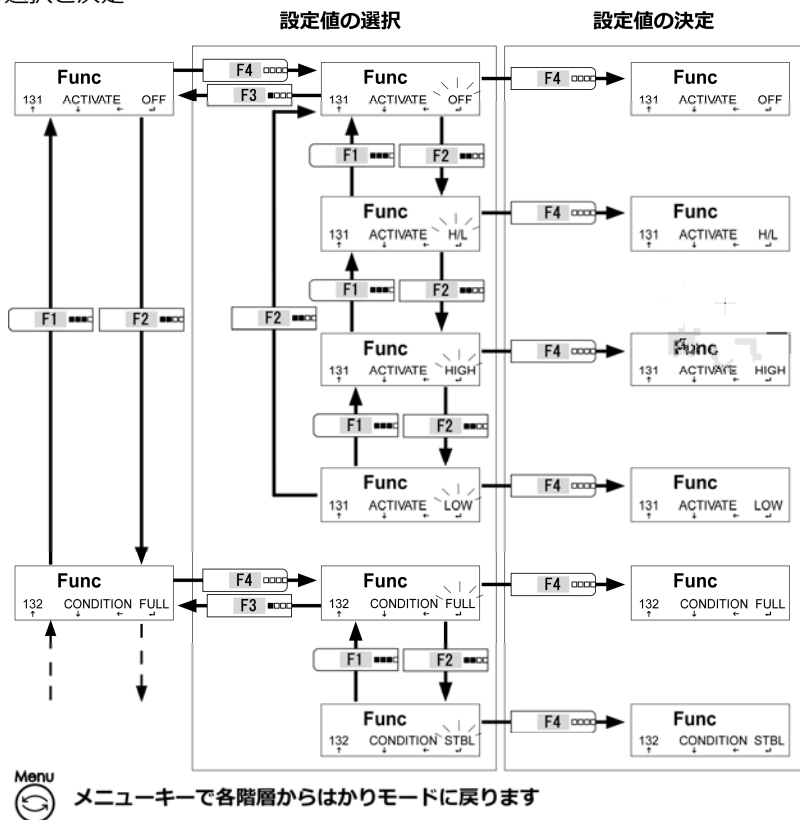 選択と決定
設定値の選択
設定値の決定
Func
131 ACTIVATE OFF
↑ ↓ ← ↵
F4
F3
Func
131 ACTIVATE OFF
↑ ↓ ← ↵
F4
Func
131 ACTIVATE OFF
↑ ↓ ← ↵
F1
F2
Func
131 ACTIVATE H/L
↑ ↓ ← ↵
F4
Func
131 ACTIVATE H/L
↑ ↓ ← ↵
F1
F2
F2
F1
F2
Func
131 ACTIVATE HIGH
↑ ↓ ← ↵
F4
Func
131 ACTIVATE HIGH
↑ ↓ ← ↵
F1
F2
Func
131 ACTIVATE LOW
↑ ↓ ← ↵
F4
Func
131 ACTIVATE LOW
↑ ↓ ← ↵
Func
132 CONDITION FULL
↑ ↓ ← ↵
F4
F3
Func
132 CONDITION FULL
↑ ↓ ← ↵
F4
Func
132 CONDITION FULL
↑ ↓ ← ↵
F1
F2
Func
132 CONDITION STBL
↑ ↓ ← ↵
F4
Func
132 CONDITION STBL
↑ ↓ ← ↵
Menu
メニューキーで各階層からはかりモードに戻ります